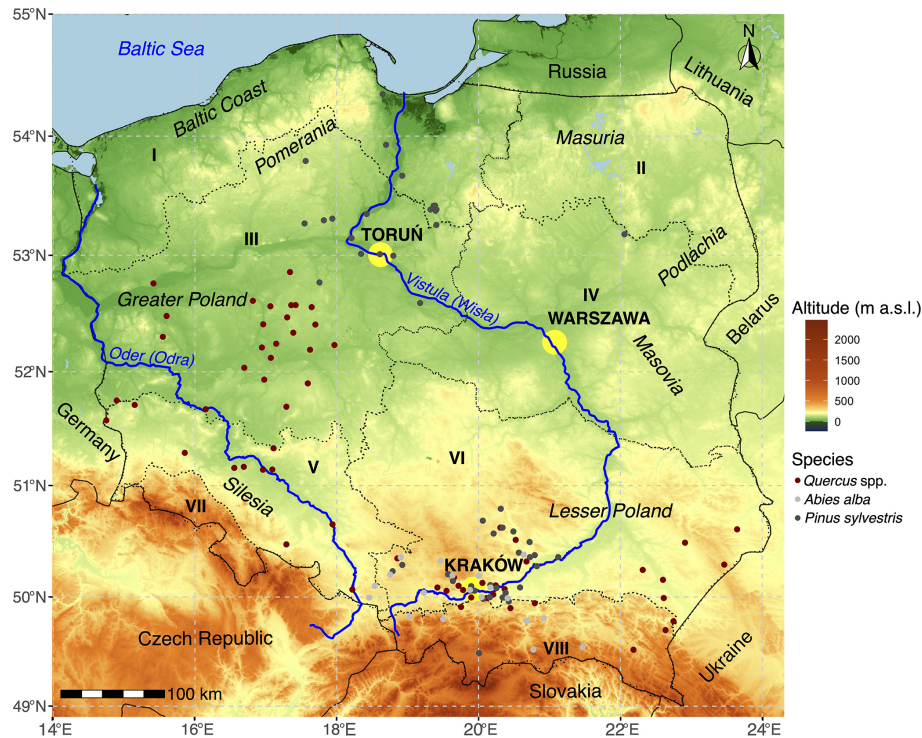 55°N
54°N
53°N
52°N
51°N
50°N
49°N
14°E
16°E
18°E
20°E
22°E
24°E
Baltic Sea
N
Russia
Lithuania
Baltic Coast
Pomerania
Masuria
I
II
III
TORUŃ
Podlachia
Greater Poland
Vistula (Wisła)
IV
WARSZAWA
Belarus
Oder (Odra)
Masovia
Germany
V
VI
Silesia
VII
Lesser Poland
KRAKÓW
Czech Republic
VIII
Ukraine
Slovakia
100 km
Altitude (m a.s.l.)
2000
1500
1000
500
0
Species
Quercus spp.
Abies alba
Pinus sylvestris